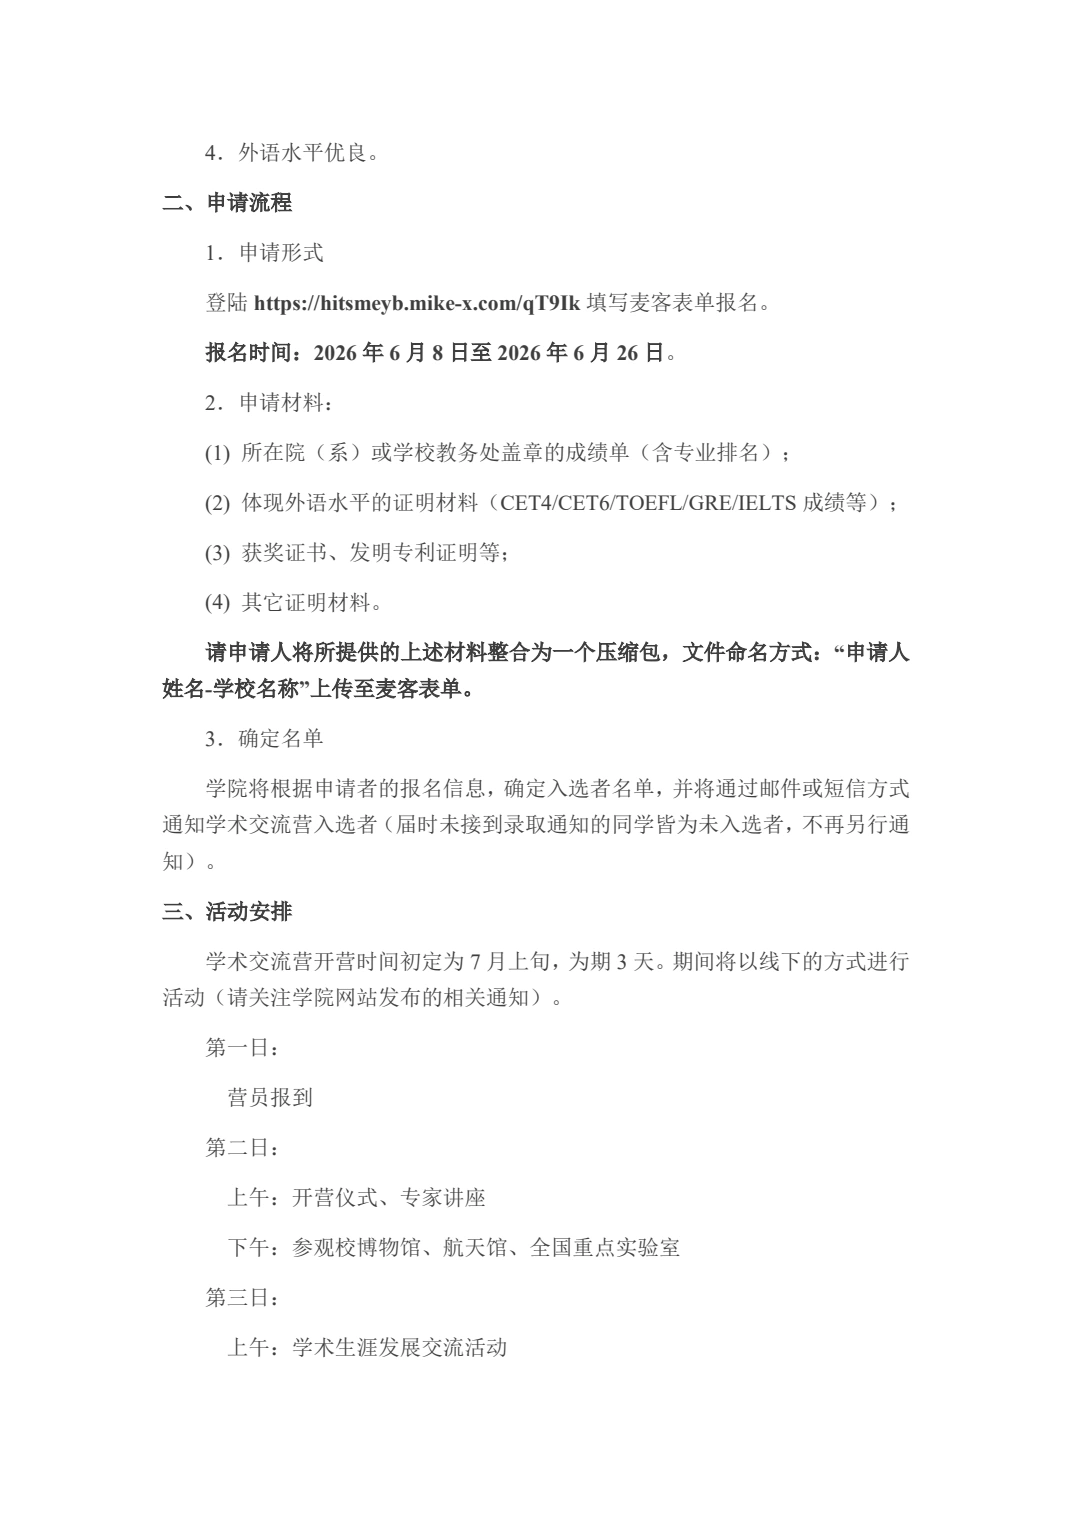 4．外语水平优良。
二、申请流程
1．申请形式
登陆 https://hitsmeyb.mike-x.com/qT9Ik 填写麦客表单报名。
报名时间：2026 年 6 月 8 日至 2026 年 6 月 26 日。
2．申请材料：
(1) 所在院（系）或学校教务处盖章的成绩单（含专业排名）；
(2) 体现外语水平的证明材料（CET4/CET6/TOEFL/GRE/IELTS 成绩等）；
(3) 获奖证书、发明专利证明等；
(4) 其它证明材料。
请申请人将所提供的上述材料整合为一个压缩包，文件命名方式：“申请人
姓名-学校名称”上传至麦客表单。
3．确定名单
学院将根据申请者的报名信息，确定入选者名单，并将通过邮件或短信方式
通知学术交流营入选者（届时未接到录取通知的同学皆为未入选者，不再另行通
知）。
三、活动安排
学术交流营开营时间初定为 7 月上旬，为期 3 天。期间将以线下的方式进行
活动（请关注学院网站发布的相关通知）。
第一日：
营员报到
第二日：
上午：开营仪式、专家讲座
下午：参观校博物馆、航天馆、全国重点实验室
第三日：
上午：学术生涯发展交流活动